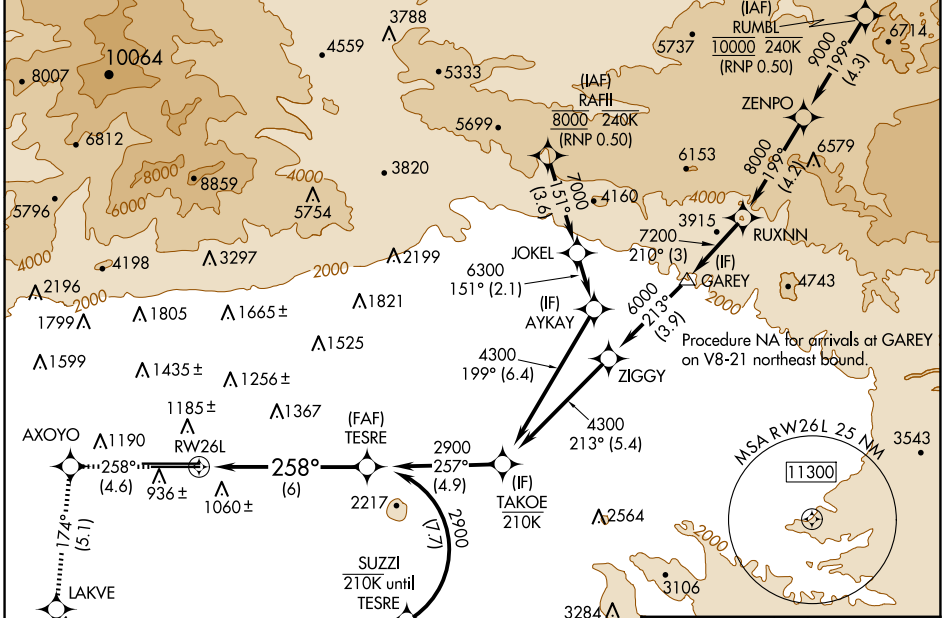 3788
4559
10064
8007
5333
(IAF)
RUMBL
10000 240K
(RNP 0.50)
5737
6714
9000
199°
(4.3)
(IAF)
RAFII
8000 240K
(RNP 0.50)
ZENPO
5699
6812
6579
8000
199°
(4.2)
6153
3820
8000
8859
4000
5754
6000
5796
7000
151°
(3.6)
4160
4000
3915
RUXNN
7200
210° (3)
(IF)
GAREY
4743
2000
JOKEL
6300
151° (2.1)
(IF)
AYKAY
6000
213°
(3.9)
4000
4198
3297
2000
2199
2196
2000
1799
1805
1665±
1821
1525
1599
1435±
1256±
Procedure NA for arrivals at GAREY
on V8-21 northeast bound.
ZIGGY
4300
199° (6.4)
4300
213° (5.4)
1185±
1367
AXOYO
1190
RW26L
(FAF)
TESRE
2900
257°
(4.9)
258°
(4.6)
258°
(6)
936±
1060±
(IF)
TAKOE
210K
MSA RW26L 25 NM
11300
3543
2217
2900
(7.7)
2564
2000
174°
(5.1)
SUZZI
210K until
TESRE
LAKVE
3106
3284